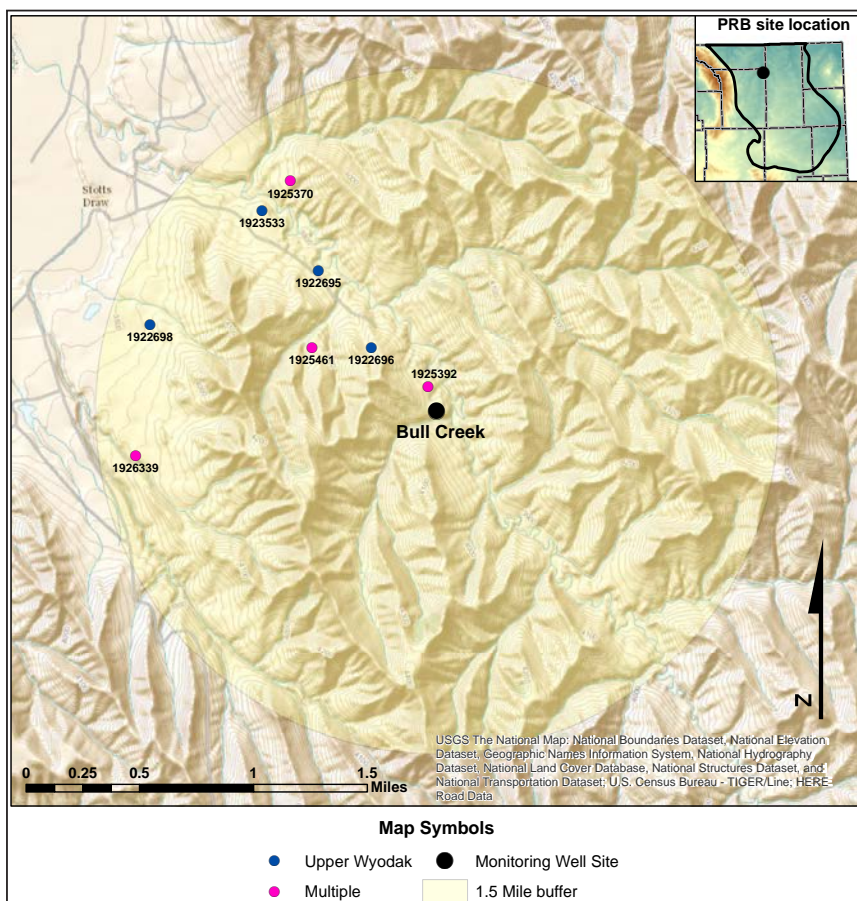 PRB site location
Stotts
Draw
1925370
1923533
1922695
1922698
1925461
1922696
1925392
Bull Creek
1926339
N
USGS The National Map: National Boundaries Dataset, National Elevation
Dataset, Geographic Names Information System, National Hydrography
Dataset, National Land Cover Database, National Structures Dataset, and
National Transportation Dataset; U.S. Census Bureau - TIGER/Line; HERE
Road Data
0 0.25 0.5 1 1.5
Miles
Map Symbols
Upper Wyodak
Monitoring Well Site
Multiple
1.5 Mile buffer